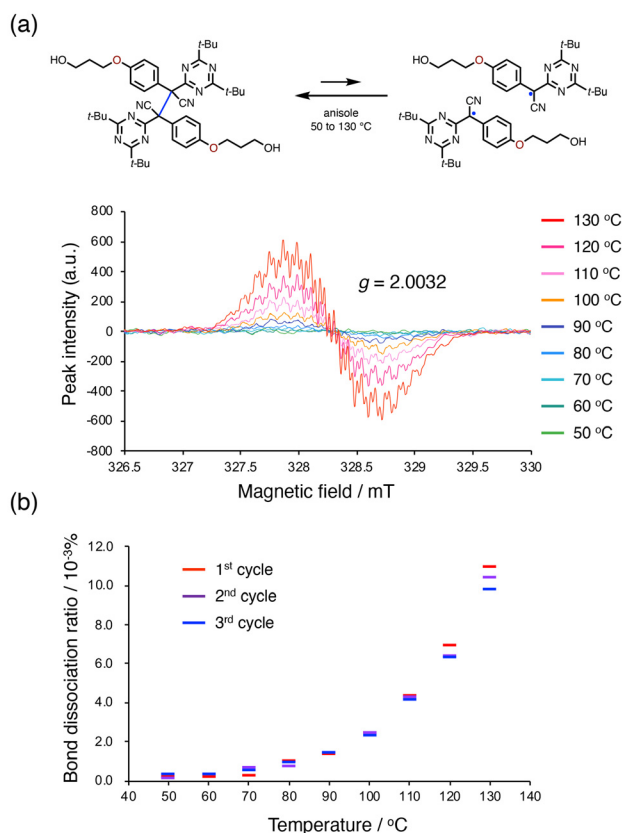 (a)
HO O N t-Bu N N t-Bu NC CN
N N N t-Bu t-Bu O OH
anisole
50 to 130 °C
HO O N t-Bu N N t-Bu CN
CN N N N t-Bu t-Bu O OH
Peak intensity (a.u.)
800
600
400
200
0
-200
-400
-600
-800
g = 2.0032
130 °C
120 °C
110 °C
100 °C
90 °C
80 °C
70 °C
60 °C
50 °C
326.5 327 327.5 328 328.5 329 329.5 330
Magnetic field / mT
(b)
Bond dissociation ratio / 10-3%
12.0
10.0
8.0
6.0
4.0
2.0
0.0
1st cycle
2nd cycle
3rd cycle
40 50 60 70 80 90 100 110 120 130 140
Temperature / °C